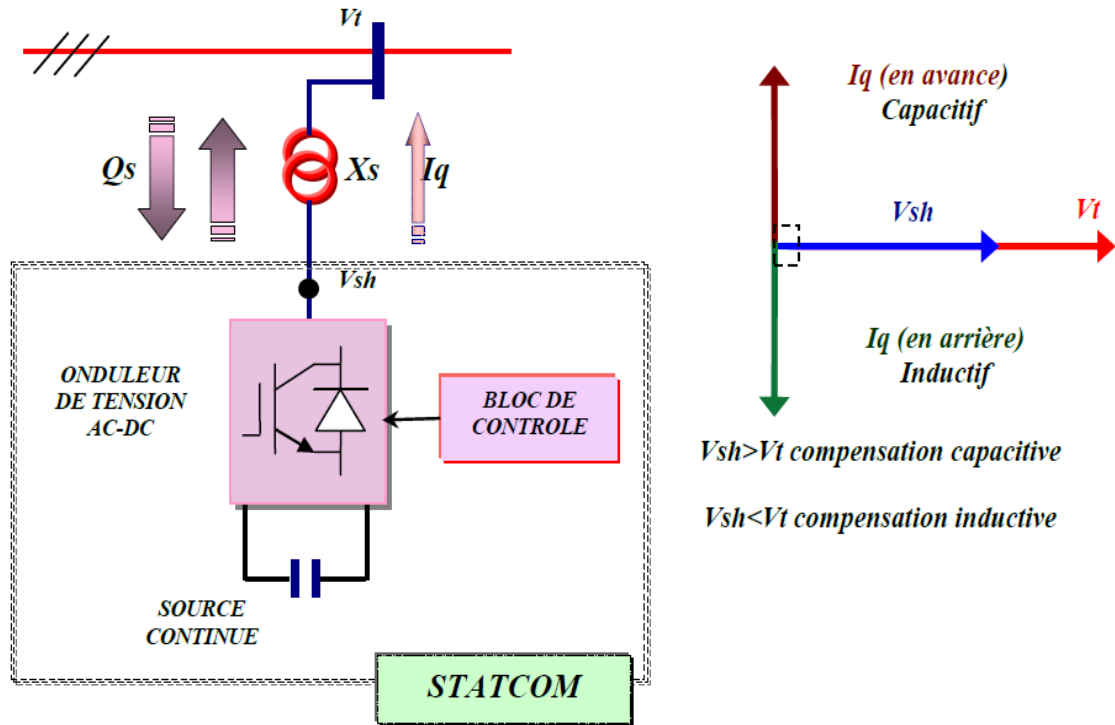 Vt
Qs
Xs
Iq
Vsh
ONDULEUR
DE TENSION
AC-DC
BLOC DE
CONTROLE
SOURCE
CONTINUE
STATCOM
Iq (en avance)
Capacitif
Vsh
Vt
Iq (en arrière)
Inductif
Vsh>Vt compensation capacitive
Vsh<Vt compensation inductive